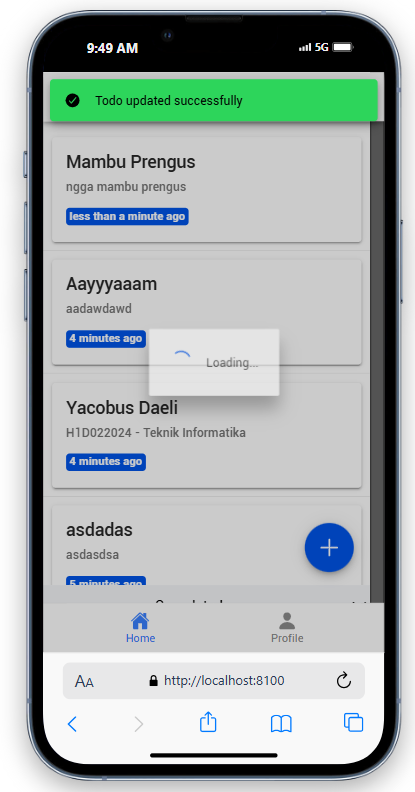 9:49 AM
5G
Todo updated successfully
Mambu Prengus
ngga mambu prengus
less than a minute ago
Aayyyaaam
aadawdawd
4 minutes ago
Loading...
Yacobus Daeli
H1D022024 - Teknik Informatika
4 minutes ago
asdadas
asdasdsa
5 minutes ago
Home
Profile
AA
http://localhost:8100